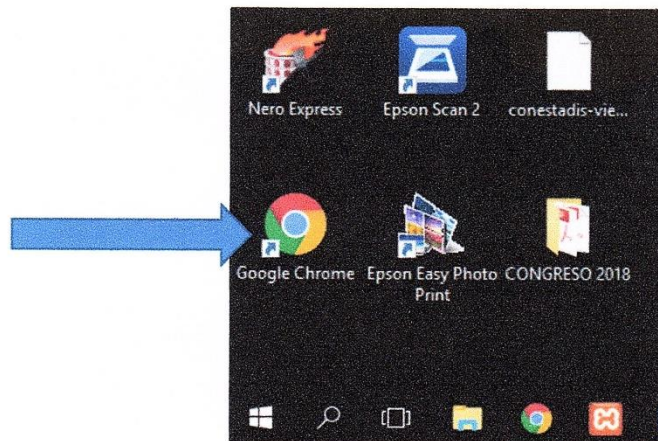 Nero Express
Epson Scan 2
conestadis-vie...
Google Chrome
Epson Easy Photo
Print
CONGRESO 2018